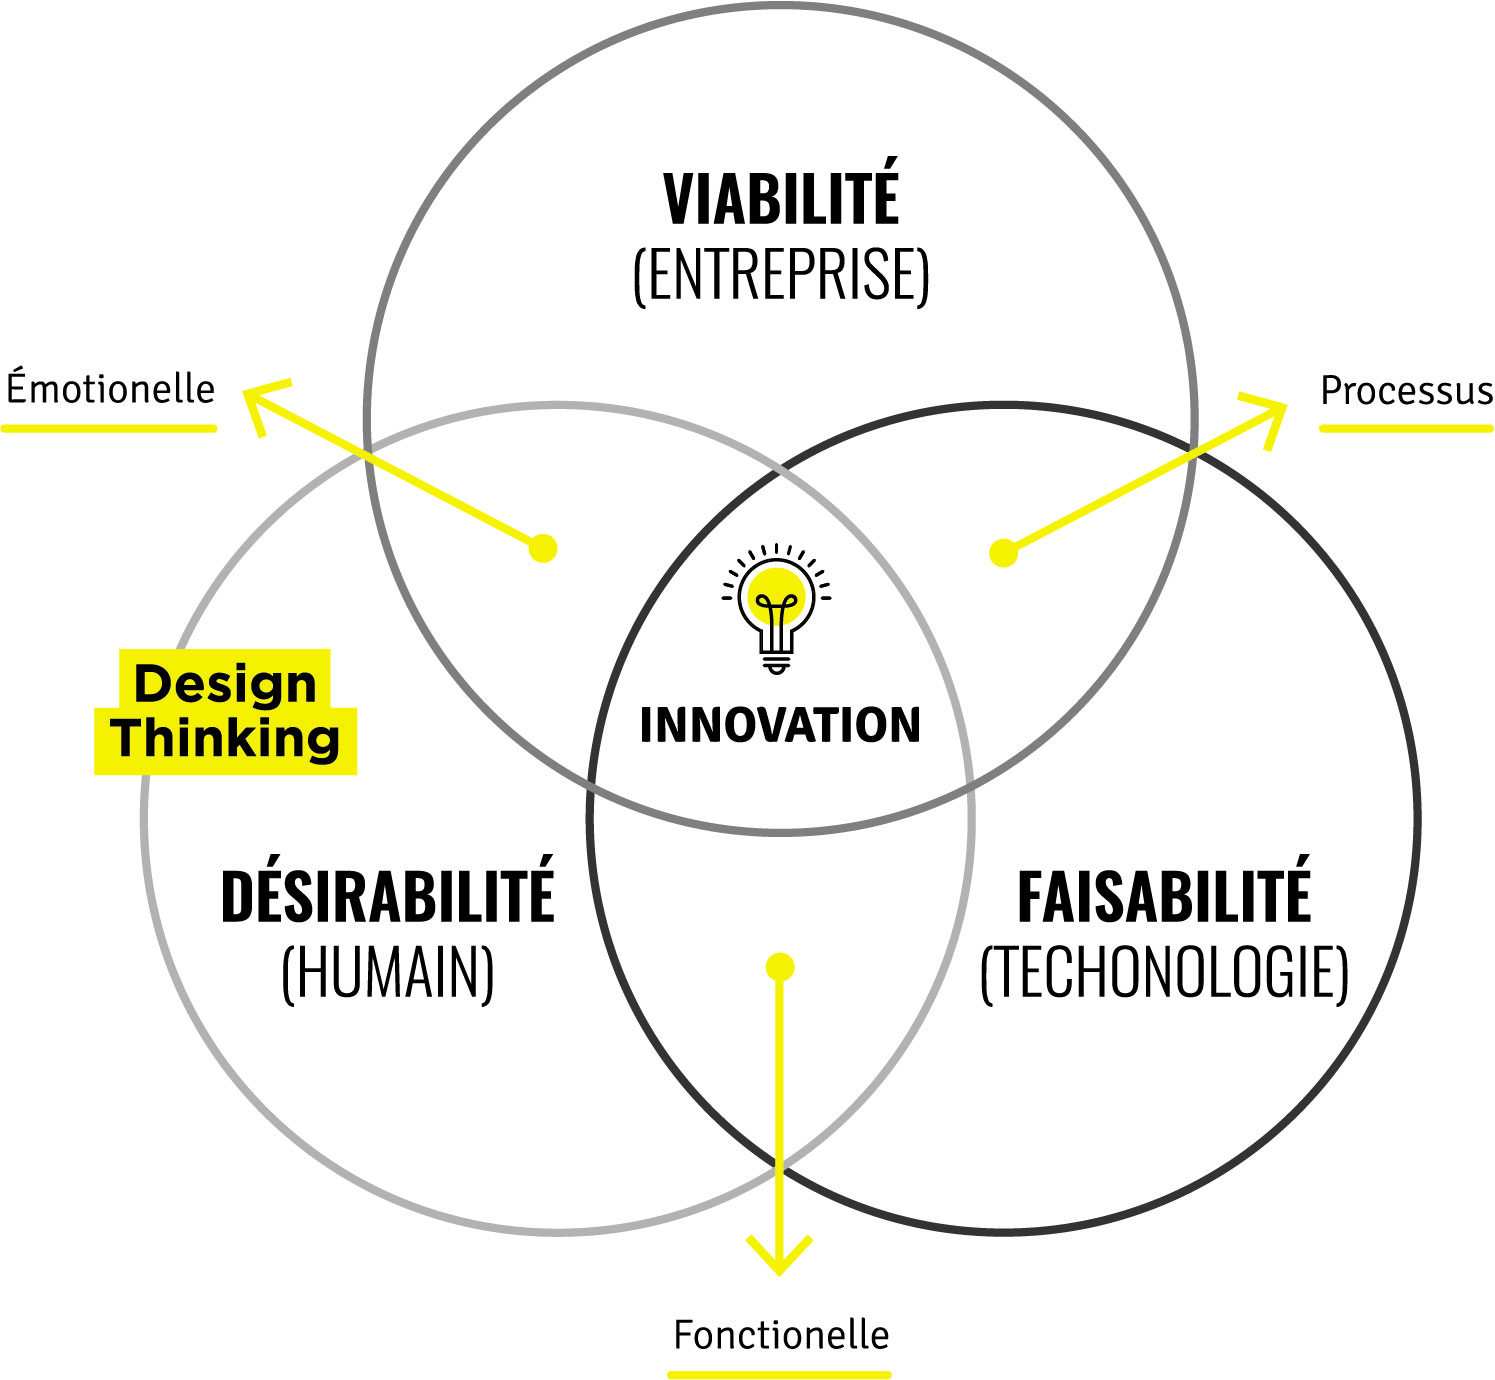 VIABILITÉ
(ENTREPRISE)
Émotionelle
Processus
Design
Thinking
INNOVATION
DÉSIRABILITÉ
(HUMAIN)
FAISABILITÉ
(TECHONOLOGIE)
Fonctionelle